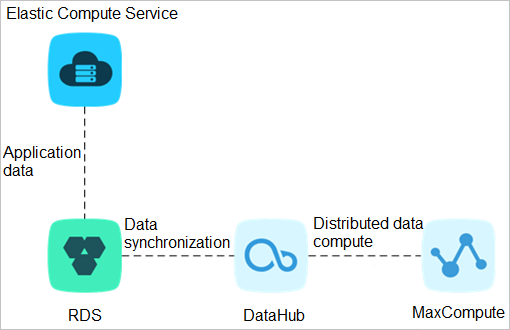 Elastic Compute Service
Application
data
Data
synchronization
Distributed data
compute
RDS
DataHub
MaxCompute